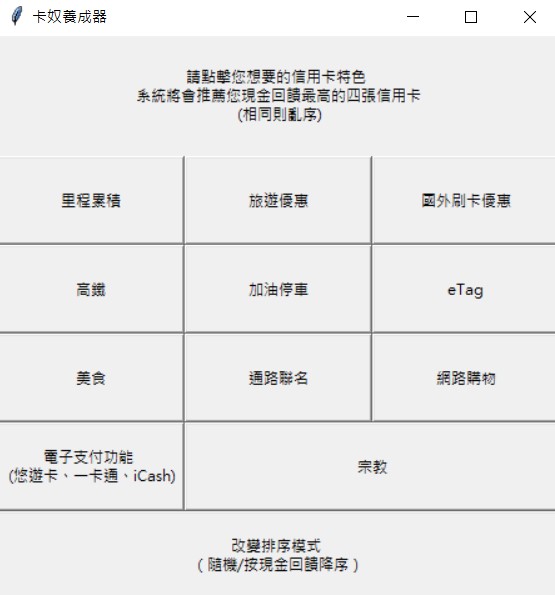 卡奴養成器
請點擊您想要的信用卡特色
系統將會推薦您現金回饋最高的四張信用卡
(相同則亂序)
里程累積
旅遊優惠
國外刷卡優惠
高鐵
加油停車
eTag
美食
通路聯名
網路購物
電子支付功能
(悠遊卡、一卡通、iCash)
宗教
改變排序模式
( 隨機/按現金回饋降序 )